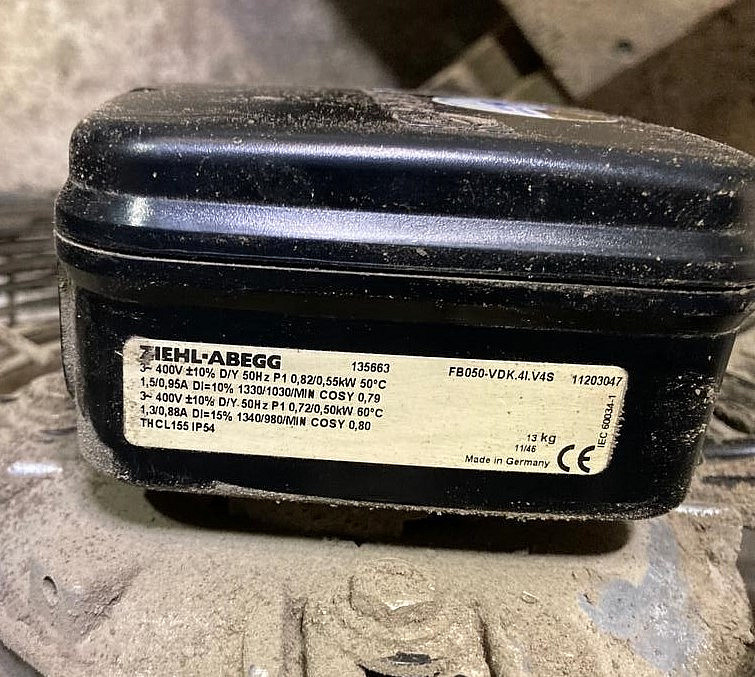 ZIEHL-ABEGG 135663 FB050-VDK.4I.V4S 11203047
3~ 400V ±10% D/Y 50Hz P1 0,82/0,55kW 50°C
1,5/0,95A DI=10% 1330/1030/MIN COSY 0,79
3~ 400V ±10% D/Y 50Hz P1 0,72/0,50kW 60°C
1,3/0,88A DI=15% 1340/980/MIN COSY 0,80
THCL155 IP54
13 kg
11/46
Made in Germany CE
IEC 60034-1